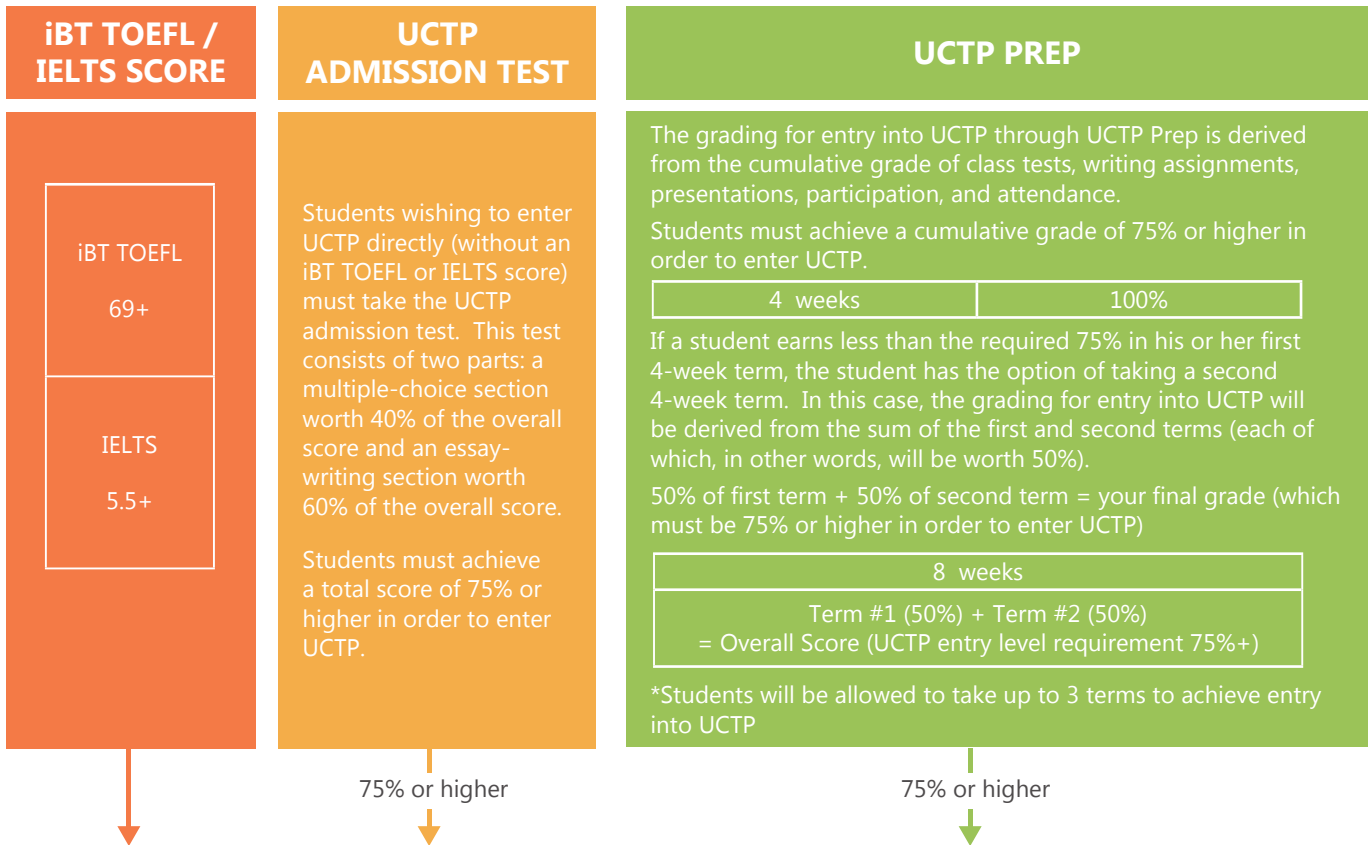 iBT TOEFL /
IELTS SCORE
iBT TOEFL
69+
IELTS
5.5+
UCTP
ADMISSION TEST
Students wishing to enter
UCTP directly (without an
iBT TOEFL or IELTS score)
must take the UCTP
admission test.  This test
consists of two parts: a
multiple-choice section
worth 40% of the overall
score and an essay-
writing section worth
60% of the overall score.
Students must achieve
a total score of 75% or
higher in order to enter
UCTP.
75% or higher
UCTP PREP
The grading for entry into UCTP through UCTP Prep is derived
from the cumulative grade of class tests, writing assignments,
presentations, participation, and attendance.
Students must achieve a cumulative grade of 75% or higher in
order to enter UCTP.
4  weeks 100%
If a student earns less than the required 75% in his or her first
4-week term, the student has the option of taking a second
4-week term.  In this case, the grading for entry into UCTP will
be derived from the sum of the first and second terms (each of
which, in other words, will be worth 50%).
50% of first term + 50% of second term = your final grade (which
must be 75% or higher in order to enter UCTP)
8  weeks
Term #1 (50%) + Term #2 (50%)
= Overall Score (UCTP entry level requirement 75%+)
*Students will be allowed to take up to 3 terms to achieve entry
into UCTP
75% or higher